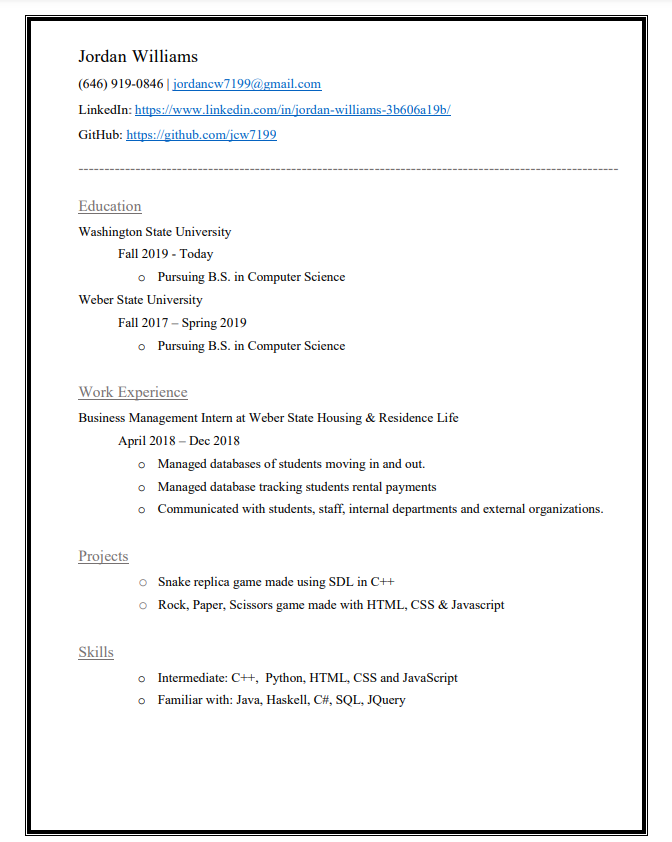 Jordan Williams
(646) 919-0846 | jordancw7199@gmail.com
LinkedIn: https://www.linkedin.com/in/jordan-williams-3b606a19b/
GitHub: https://github.com/jcw7199
------------------------------------------------------------------------------------------------------------
Education
Washington State University
Fall 2019 - Today
o Pursuing B.S. in Computer Science
Weber State University
Fall 2017 – Spring 2019
o Pursuing B.S. in Computer Science
Work Experience
Business Management Intern at Weber State Housing & Residence Life
April 2018 – Dec 2018
o Managed databases of students moving in and out.
o Managed database tracking students rental payments
o Communicated with students, staff, internal departments and external organizations.
Projects
o Snake replica game made using SDL in C++
o Rock, Paper, Scissors game made with HTML, CSS & Javascript
Skills
o Intermediate: C++,  Python, HTML, CSS and JavaScript
o Familiar with: Java, Haskell, C#, SQL, JQuery